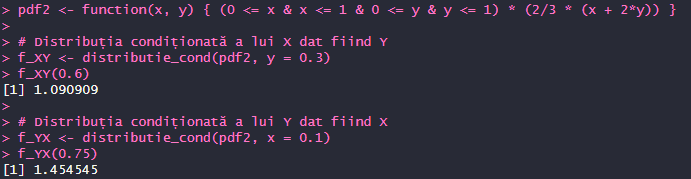 > pdf2 <- function(x, y) { (0 <= x & x <= 1 & 0 <= y & y <= 1) * (2/3 * (x + 2*y)) }
>
> # Distribuția condiționată a lui X dat fiind Y
> f_XY <- distributie_cond(pdf2, y = 0.3)
> f_XY(0.6)
[1] 1.090909
>
> # Distribuția condiționată a lui Y dat fiind X
> f_YX <- distributie_cond(pdf2, x = 0.1)
> f_YX(0.75)
[1] 1.454545